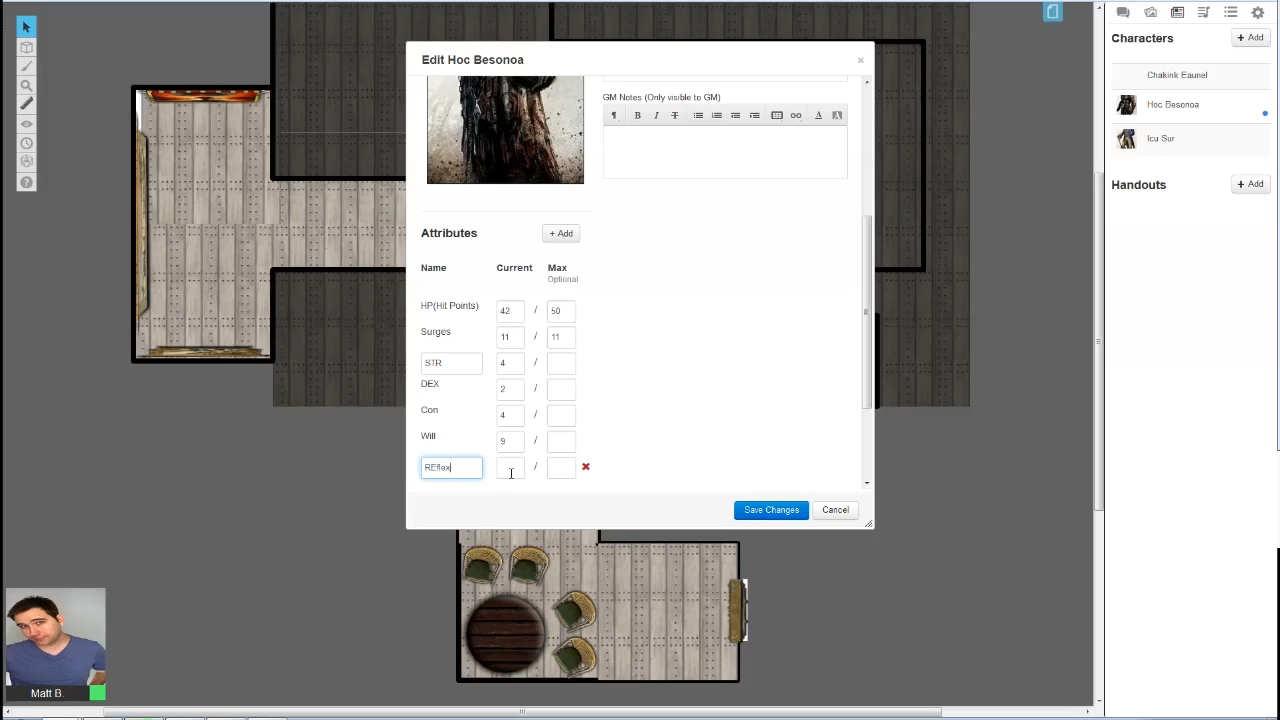 Edit Hoc Besonoa
×
GM Notes (Only visible to GM)
Attributes
+ Add
Name Current Max
Optional
HP(Hit Points) 42 / 50
Surges 11 / 11
STR 4 /
DEX 2 /
Con 4 /
Will 9 /
REflex /
Save Changes Cancel
Characters
+ Add
Chakink Eaunel
Hoc Besonoa
Icu Sur
Handouts
+ Add
Matt B.